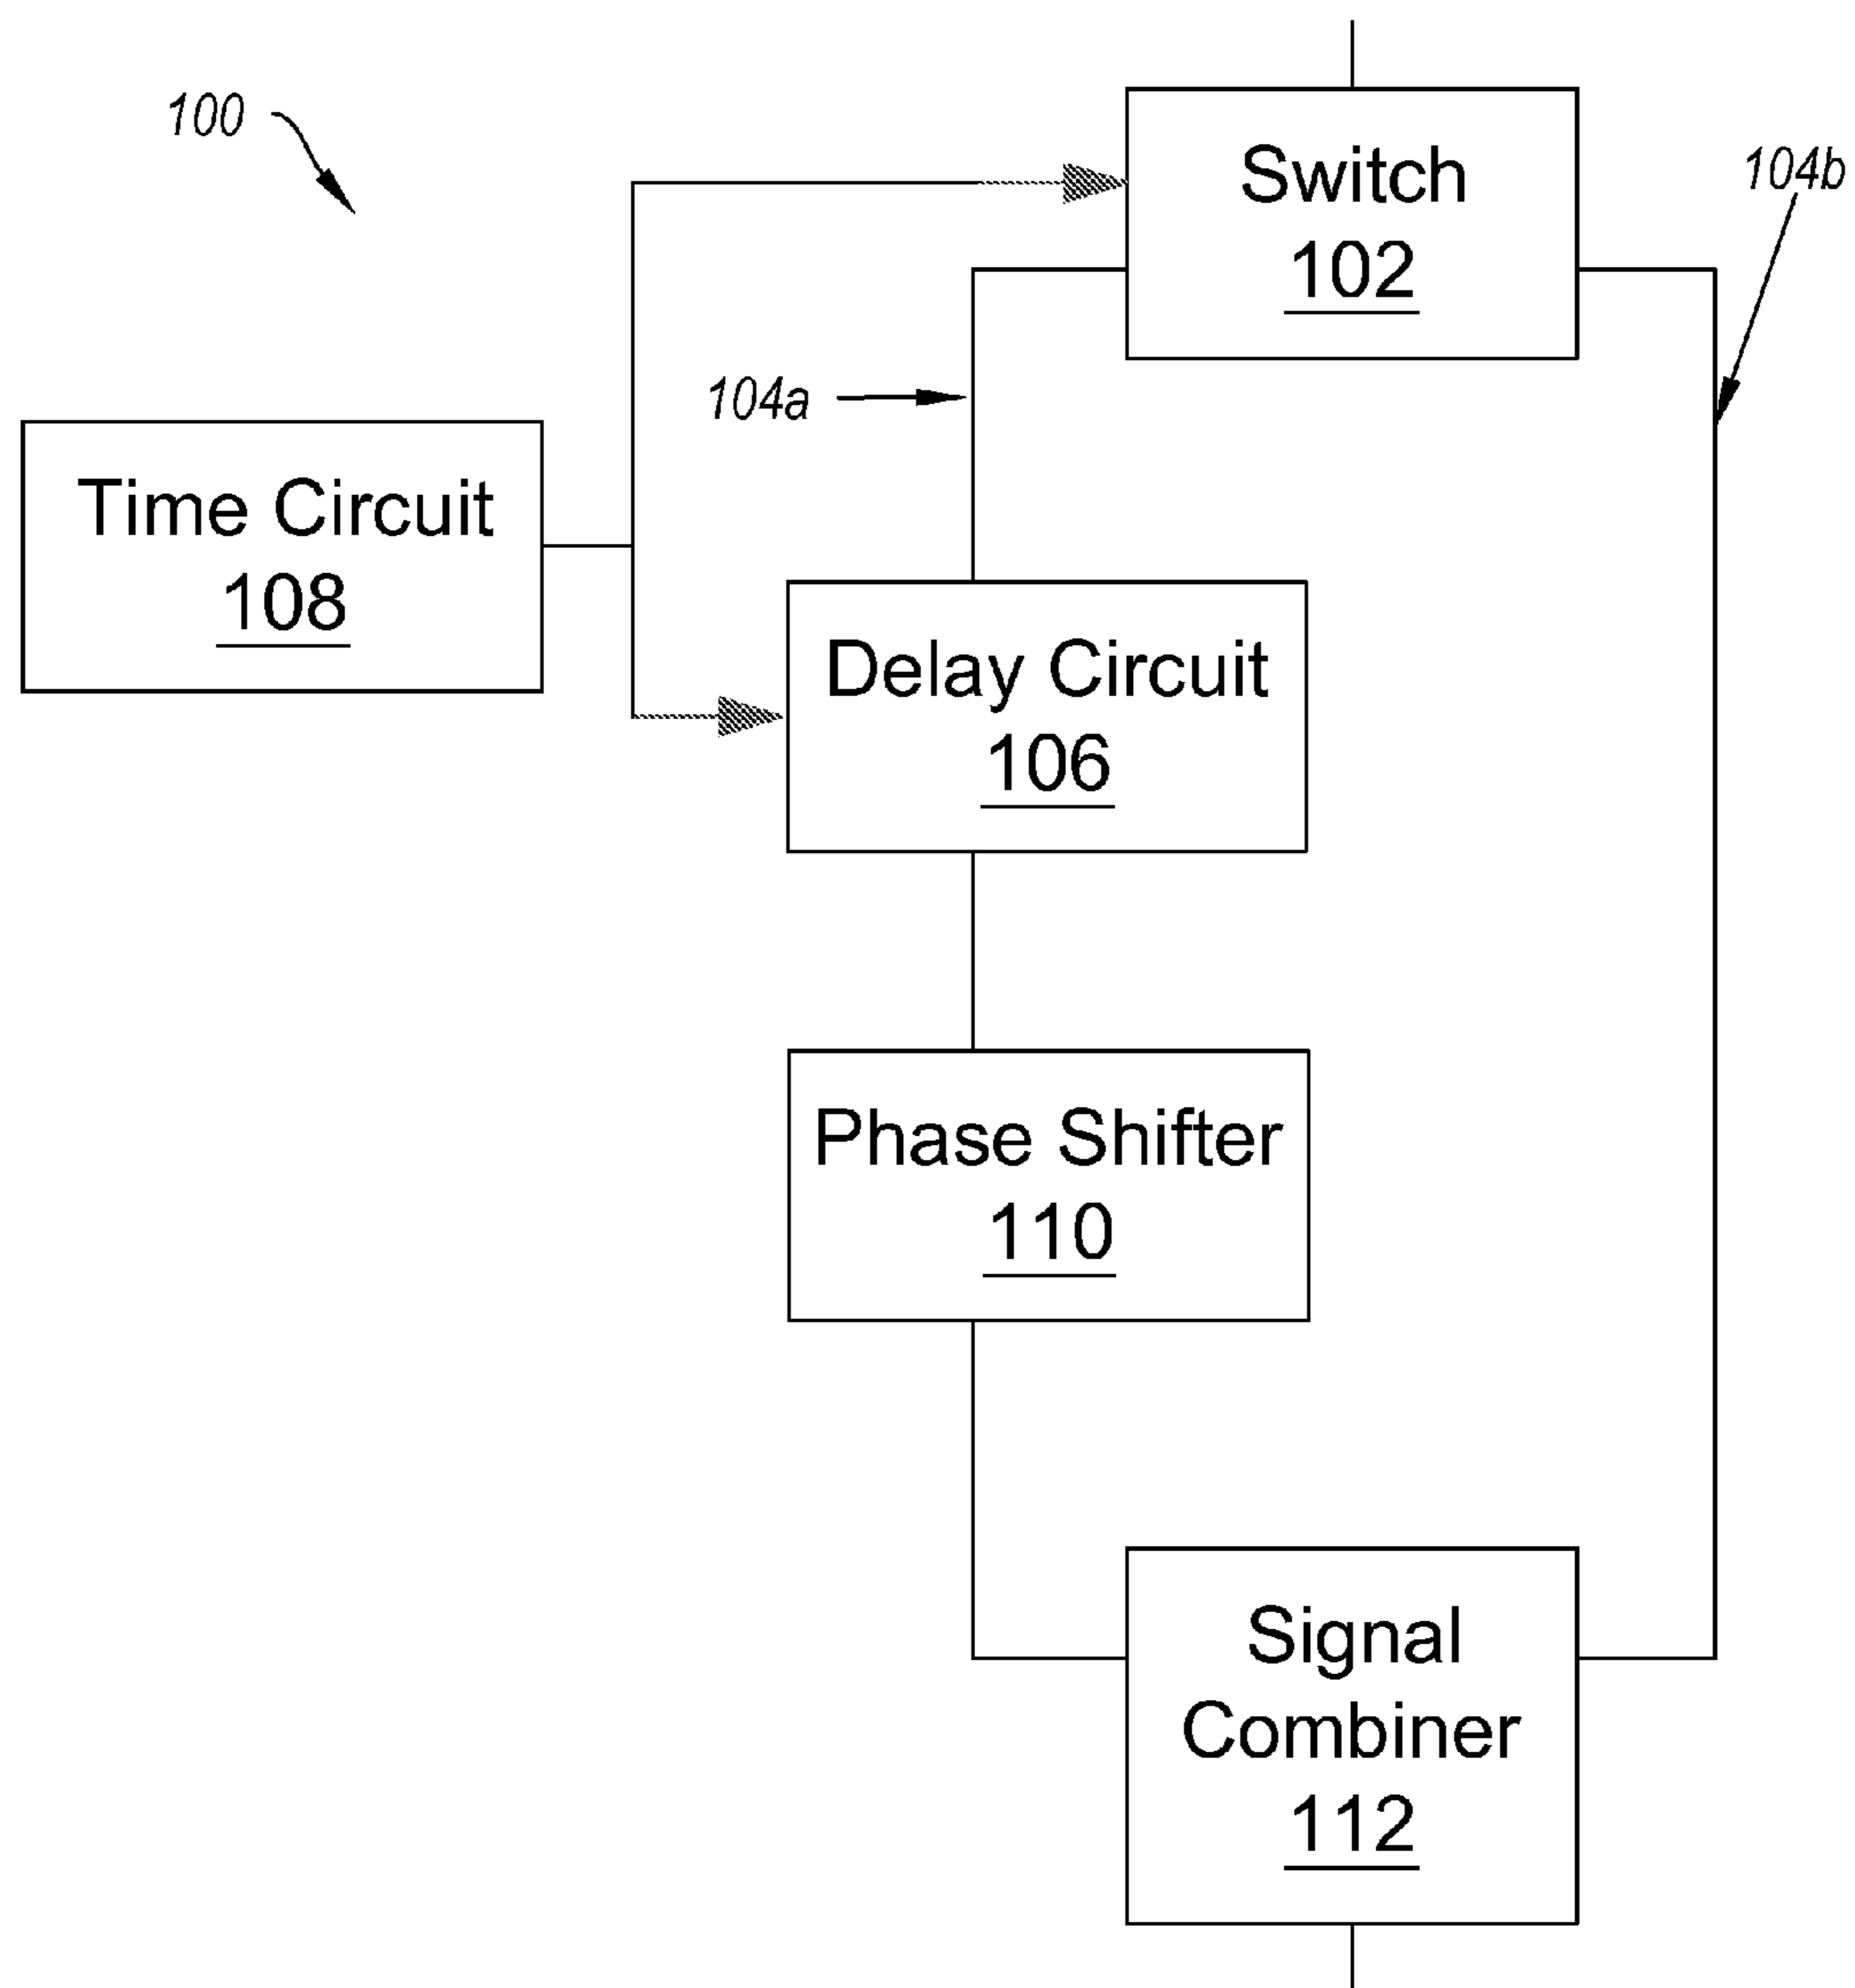 100
Switch
102
104b
104a
Time Circuit
108
Delay Circuit
106
Phase Shifter
110
Signal
Combiner
112